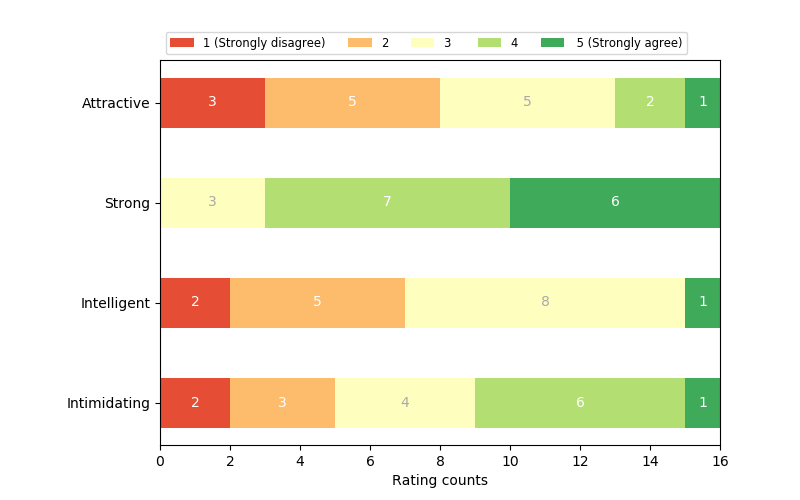 1 (Strongly disagree) 2 3 4 5 (Strongly agree)
Attractive 3 5 5 2 1
Strong 3 7 6
Intelligent 2 5 8 1
Intimidating 2 3 4 6 1
0 2 4 6 8 10 12 14 16
Rating counts